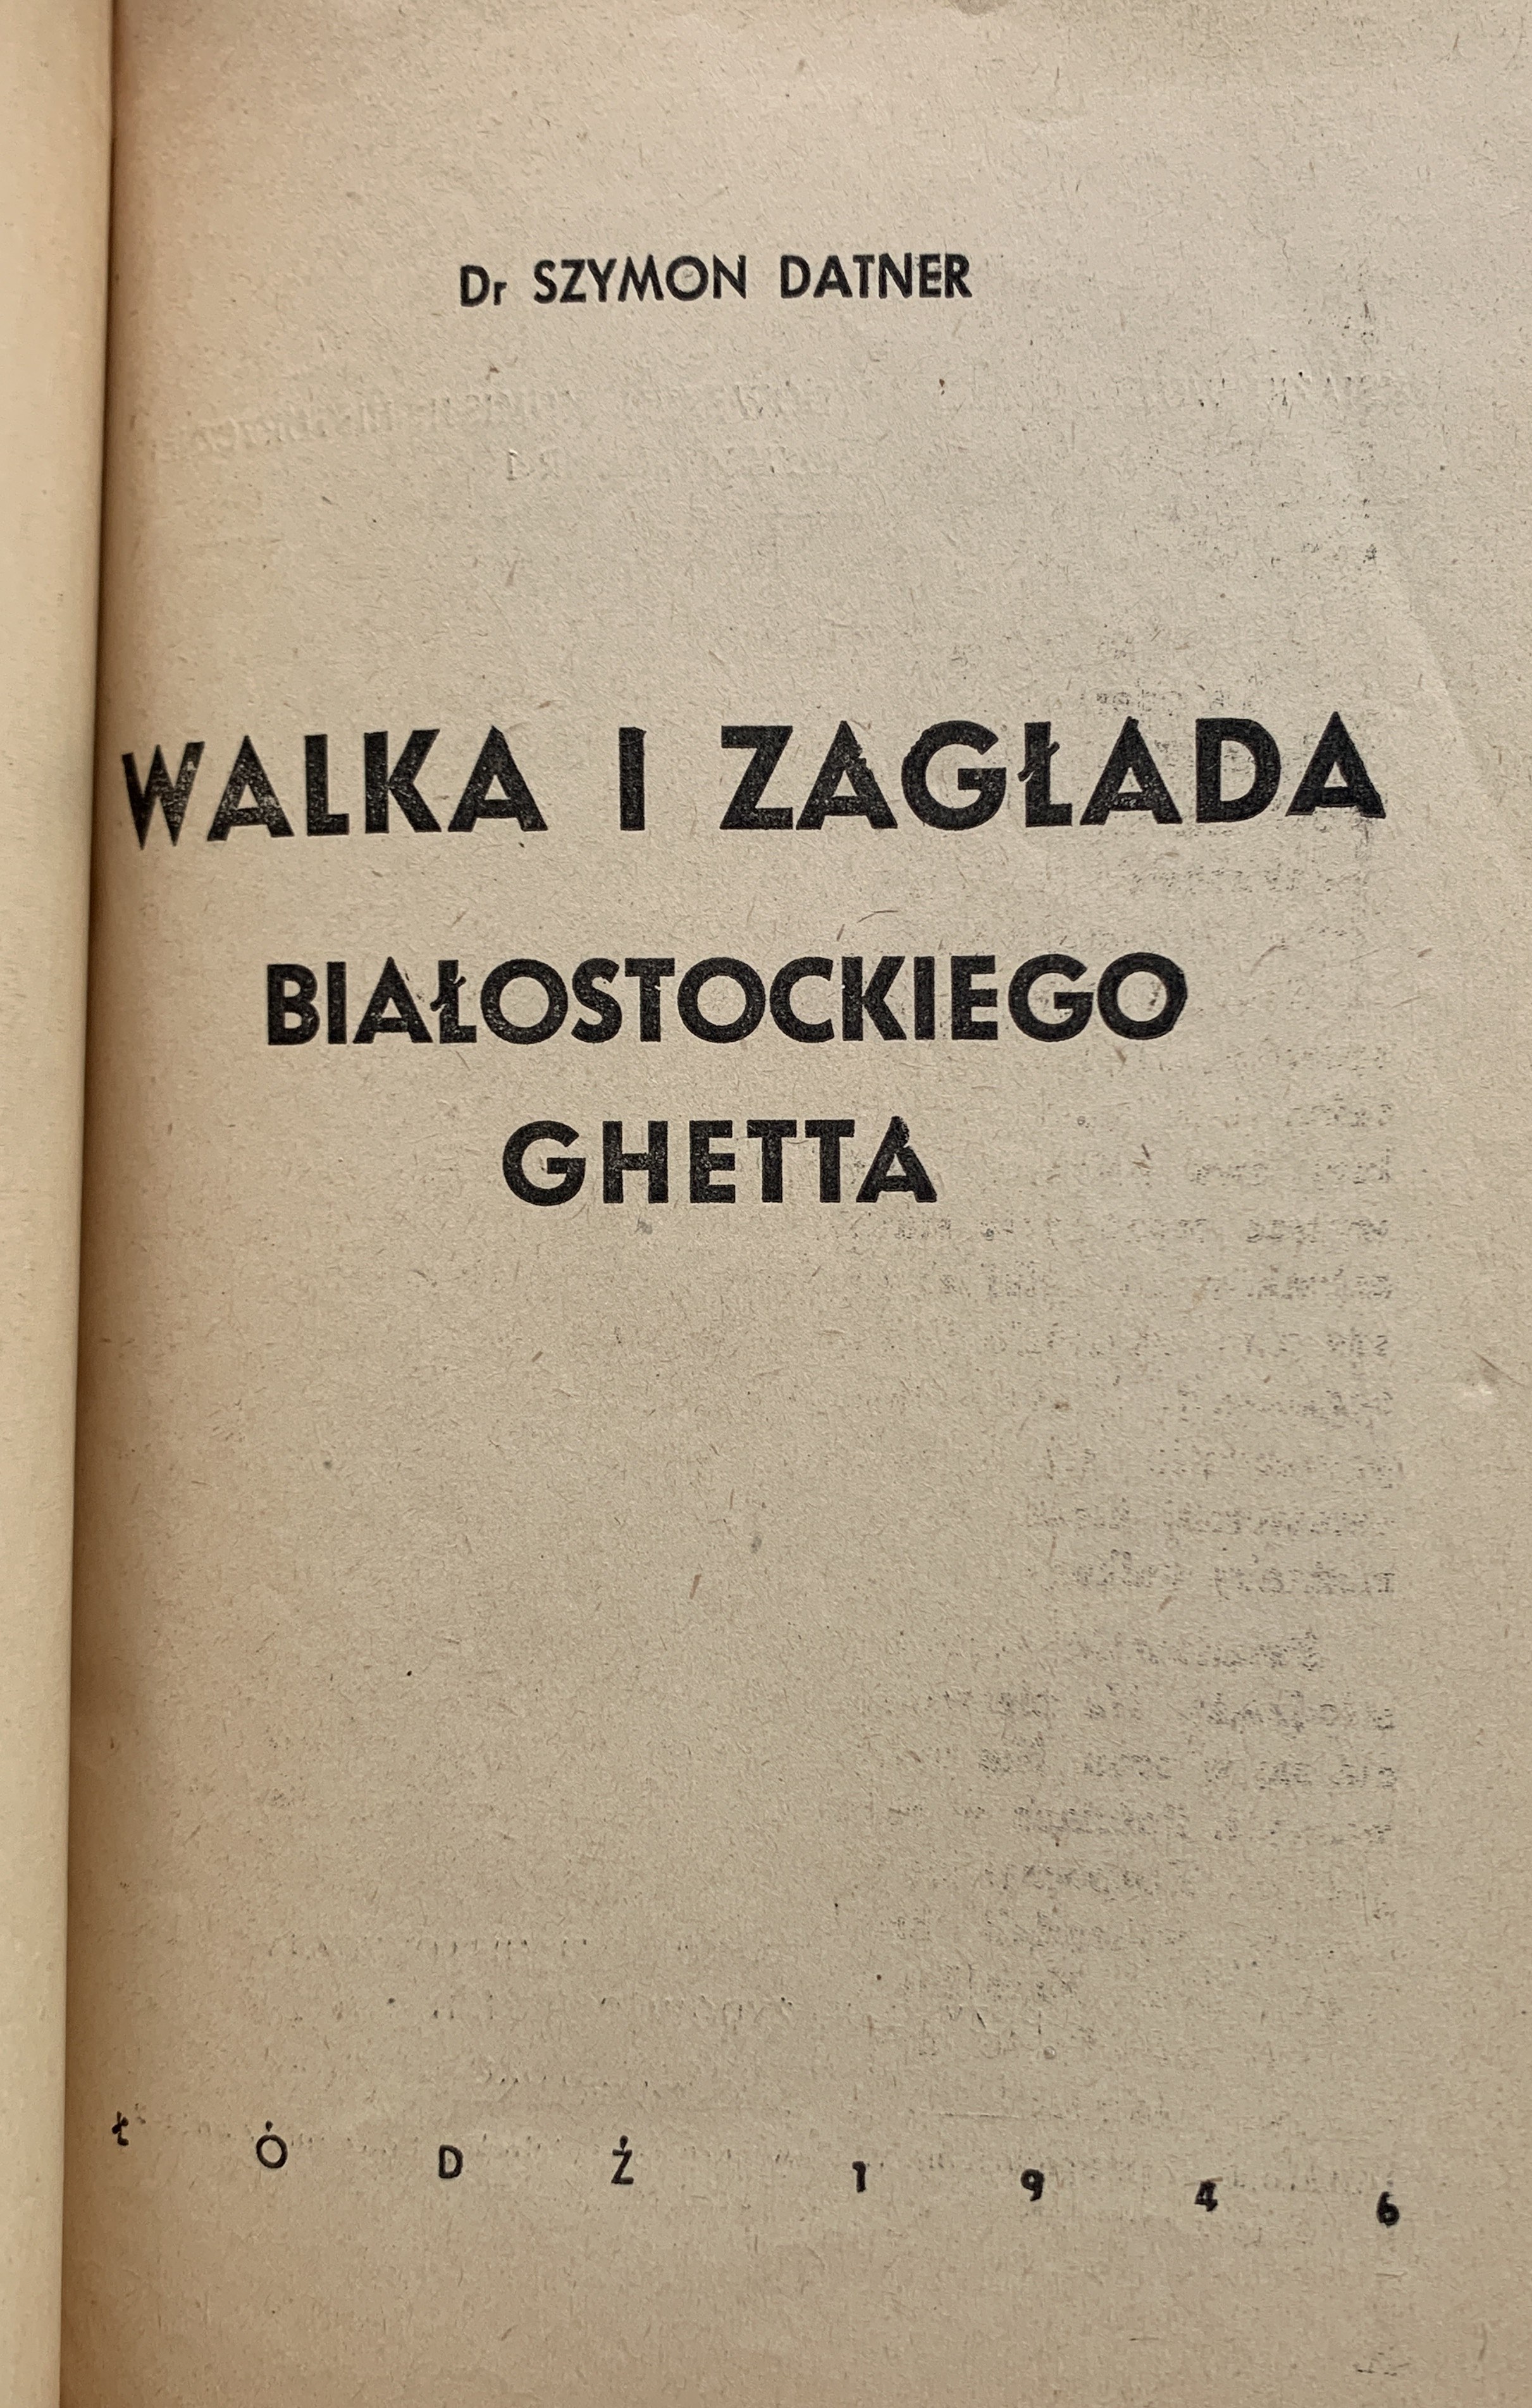 Dr SZYMON DATNER
WALKA I ZAGŁADA
BIAŁOSTOCKIEGO
GHETTA
ŁÓDŹ 1946